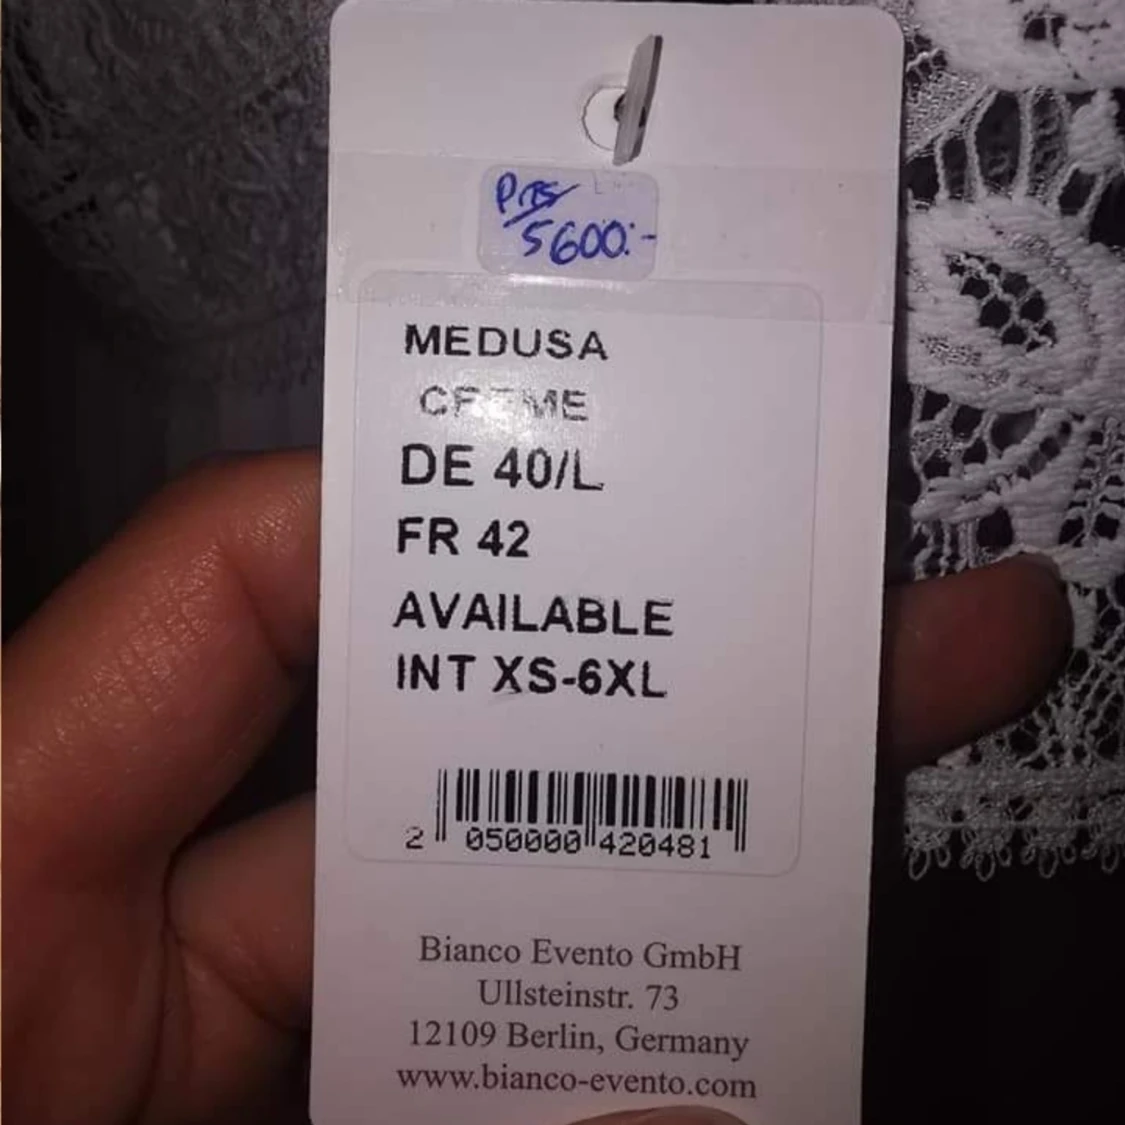 5600:-
MEDUSA
CREME
DE 40/L
FR 42
AVAILABLE
INT XS-6XL
2 050000 420481
Bianco Evento GmbH
Ullsteinstr. 73
12109 Berlin, Germany
www.bianco-evento.com